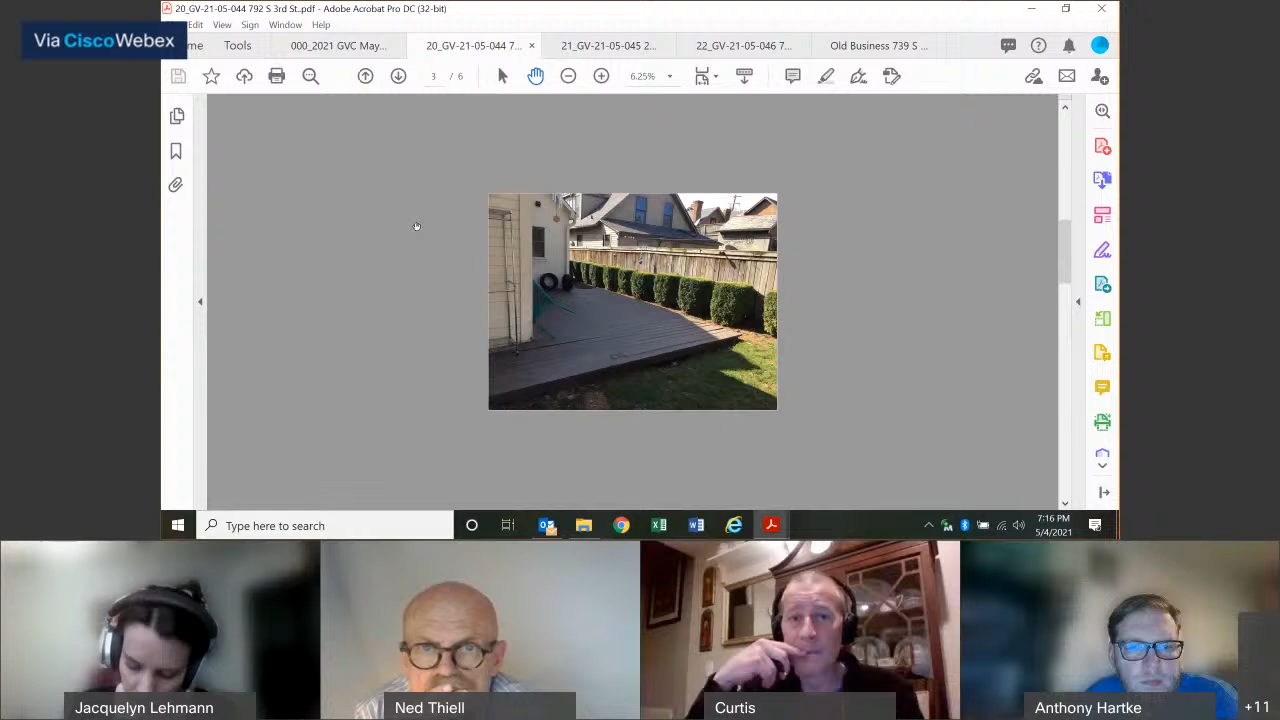 20_GV-21-05-044 792 S 3rd St..pdf - Adobe Acrobat Pro DC (32-bit)
Edit View Sign Window Help
Via Cisco Webex
me Tools 000_2021 GVC May... 20_GV-21-05-044 7... 21_GV-21-05-045 2... 22_GV-21-05-046 7... Old Business_739 S ...
3 / 6 6.25%
Type here to search
7:16 PM
5/4/2021
Jacquelyn Lehmann Ned Thiell Curtis Anthony Hartke +11